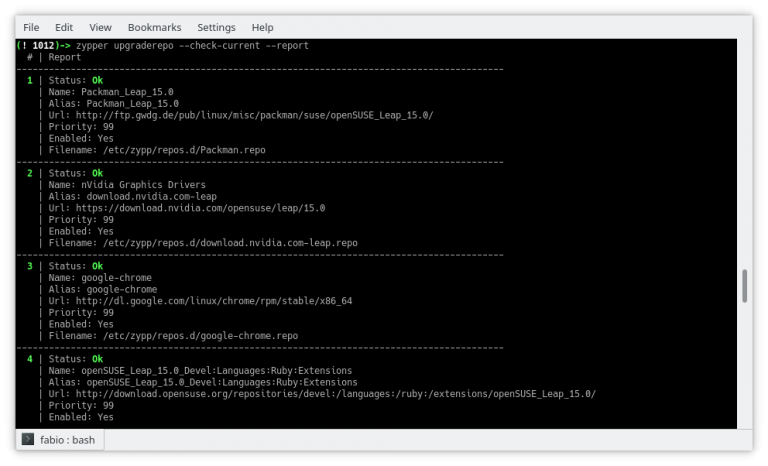 File Edit View Bookmarks Settings Help
(! 1012)-> zypper upgraderepo --check-current --report
# | Report
--------------------------------------------------------------------------------------------
1 | Status: Ok
| Name: Packman_Leap_15.0
| Alias: Packman_Leap_15.0
| Url: http://ftp.gwdg.de/pub/linux/misc/packman/suse/openSUSE_Leap_15.0/
| Priority: 99
| Enabled: Yes
| Filename: /etc/zypp/repos.d/Packman.repo
--------------------------------------------------------------------------------------------
2 | Status: Ok
| Name: nVidia Graphics Drivers
| Alias: download.nvidia.com-leap
| Url: https://download.nvidia.com/opensuse/leap/15.0
| Priority: 99
| Enabled: Yes
| Filename: /etc/zypp/repos.d/download.nvidia.com-leap.repo
--------------------------------------------------------------------------------------------
3 | Status: Ok
| Name: google-chrome
| Alias: google-chrome
| Url: http://dl.google.com/linux/chrome/rpm/stable/x86_64
| Priority: 99
| Enabled: Yes
| Filename: /etc/zypp/repos.d/google-chrome.repo
--------------------------------------------------------------------------------------------
4 | Status: Ok
| Name: openSUSE_Leap_15.0_Devel:Languages:Ruby:Extensions
| Alias: openSUSE_Leap_15.0_Devel:Languages:Ruby:Extensions
| Url: http://download.opensuse.org/repositories/devel:/languages:/ruby:/extensions/openSUSE_Leap_15.0/
| Priority: 99
| Enabled: Yes
fabio : bash